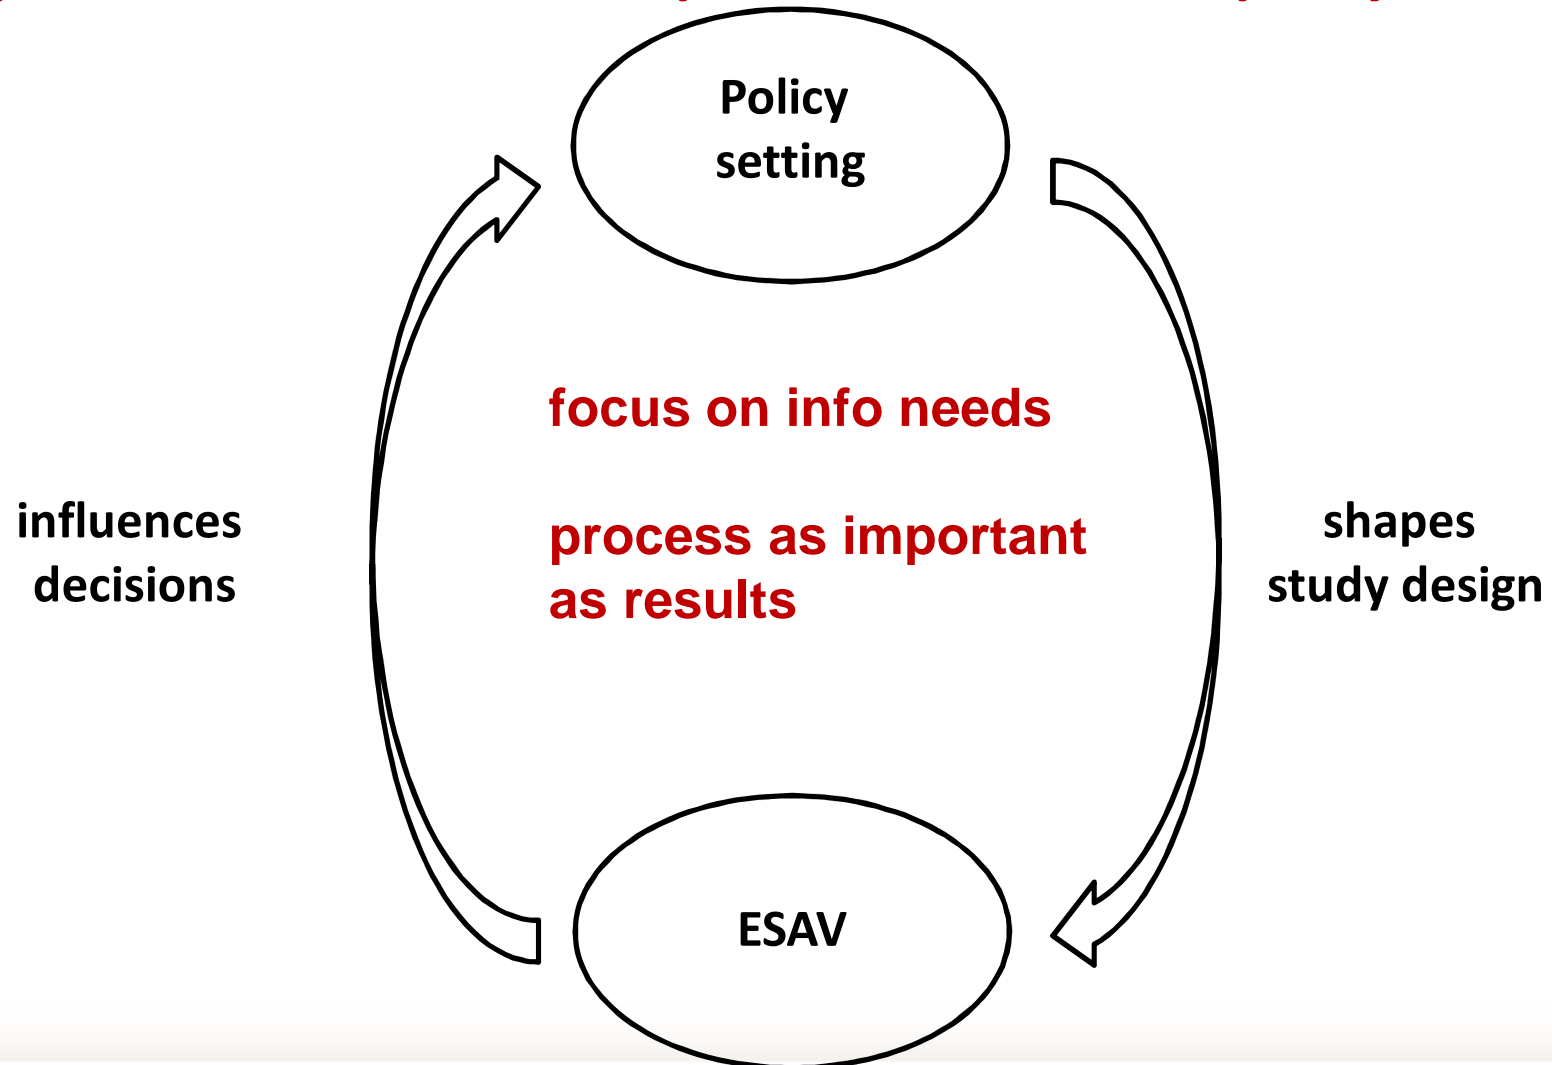 Policy
setting
focus on info needs
influences
decisions
process as important
as results
shapes
study design
ESAV